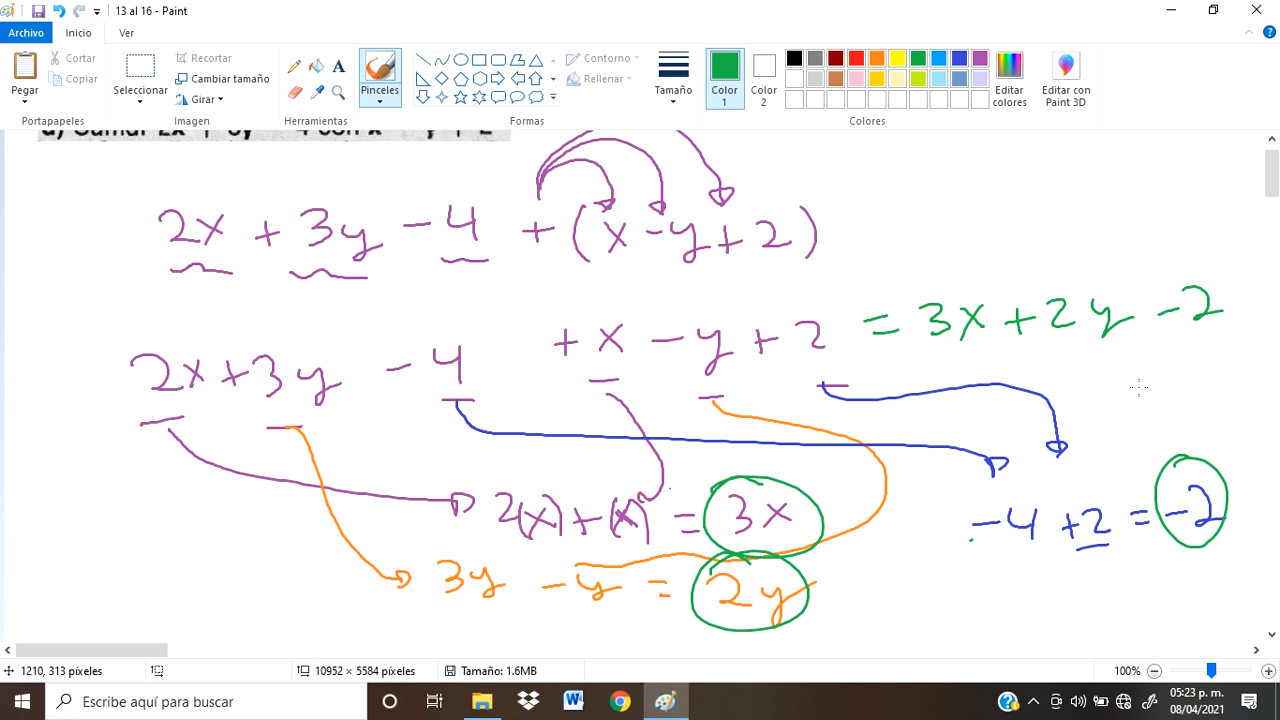 13 al 16 - Paint
Archivo Inicio Ver
Pegar Cortar Copiar Seleccionar Recortar Cambiar tamaño Girar Pinceles Contorno Rellenar Tamaño Color 1 Color 2 Editar colores Editar con Paint 3D
Portapapeles Imagen Herramientas Formas Colores
2x + 3y - 4 + (x - y + 2)
2x + 3y - 4 + x - y + 2 = 3x + 2y - 2
2(x) + (x) = 3x
-4 + 2 = -2
3y - y = 2y
1210, 313 píxeles 10952 × 5584 píxeles Tamaño: 1.6MB 100%
Escribe aquí para buscar 05:23 p. m.
08/04/2021